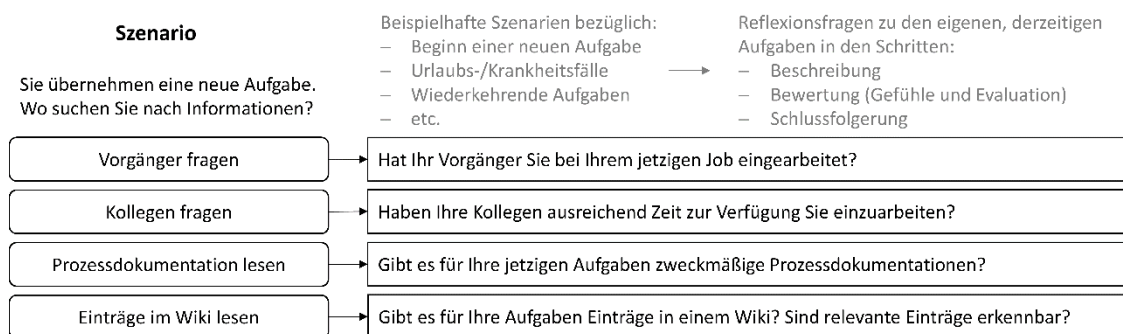 Szenario
Sie übernehmen eine neue Aufgabe.
Wo suchen Sie nach Informationen?
Beispielhafte Szenarien bezüglich:
– Beginn einer neuen Aufgabe
– Urlaubs-/Krankheitsfälle
– Wiederkehrende Aufgaben
– etc.
Reflexionsfragen zu den eigenen, derzeitigen
Aufgaben in den Schritten:
– Beschreibung
– Bewertung (Gefühle und Evaluation)
– Schlussfolgerung
Vorgänger fragen
Hat Ihr Vorgänger Sie bei Ihrem jetzigen Job eingearbeitet?
Kollegen fragen
Haben Ihre Kollegen ausreichend Zeit zur Verfügung Sie einzuarbeiten?
Prozessdokumentation lesen
Gibt es für Ihre jetzigen Aufgaben zweckmäßige Prozessdokumentationen?
Einträge im Wiki lesen
Gibt es für Ihre Aufgaben Einträge in einem Wiki? Sind relevante Einträge erkennbar?